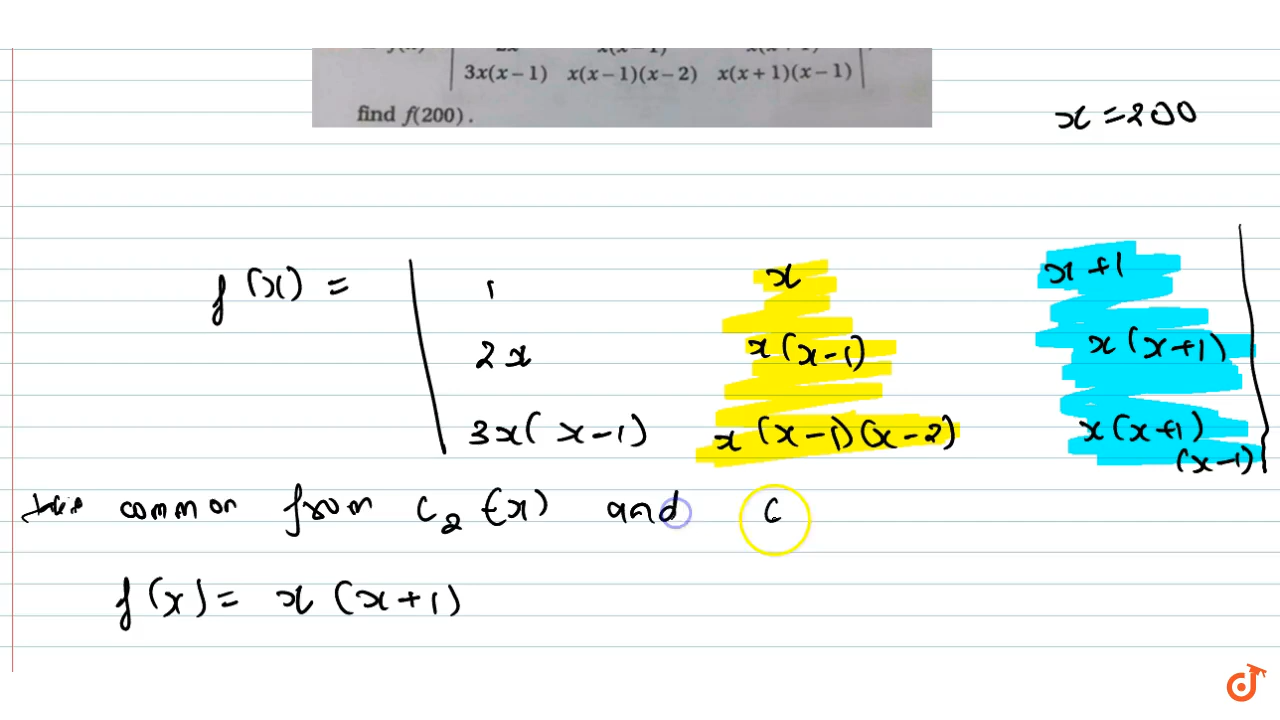 3x(x−1) x(x−1)(x−2) x(x+1)(x−1)
find f(200).
x = 200
f(x) = 1 x x+1
2x x(x−1) x(x+1)
3x(x−1) x(x−1)(x−2) x(x+1)
(x−1)
common from C₂ (x) and C
f(x) = x (x+1)